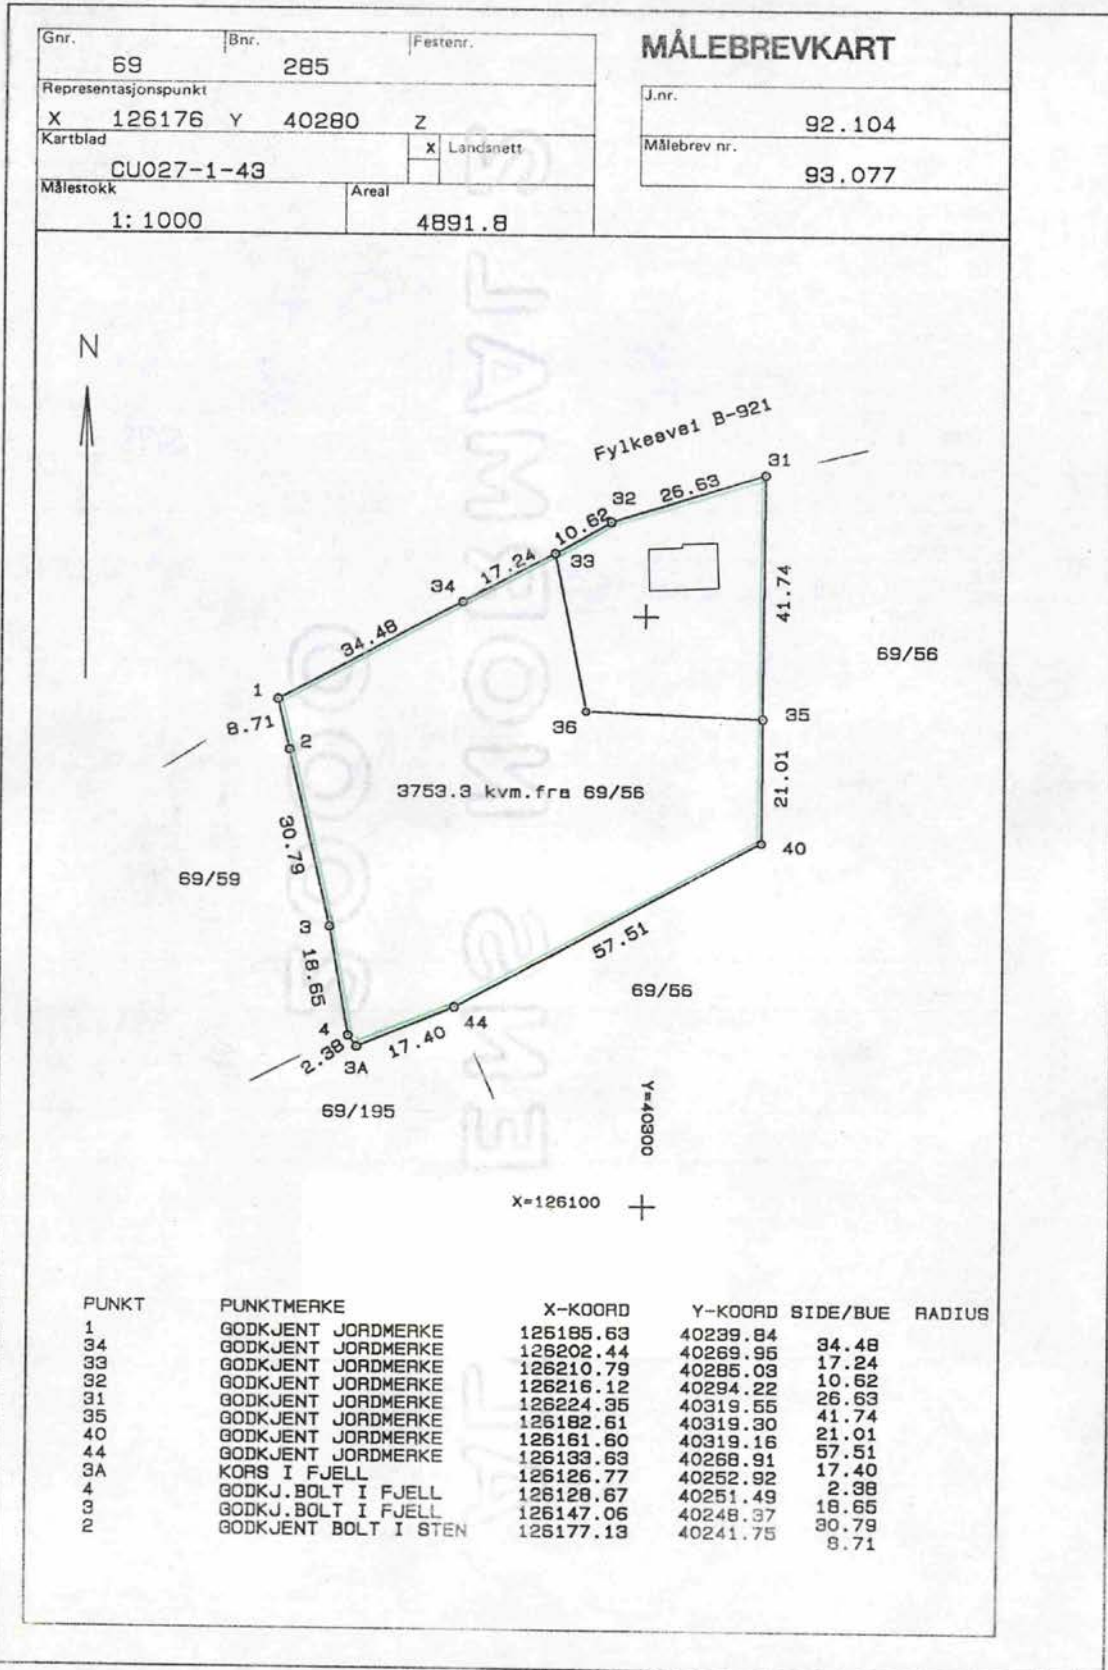 Gnr. Bnr. Festenr.
69 285
Representasjonspunkt
X 126176 Y 40280 Z
Kartblad X Landsnett
CU027-1-43
Målestokk Areal
1:1000 4891.8
MÅLEBREVKART
J.nr.
92.104
Målebrev nr.
93.077
N
Fylkesvei B-921
31
26.63
32
10.62
33
17.24
34
34.48
41.74
69/56
1
8.71
2
36
35
21.01
3753.3 kvm.fra 69/56
30.79
40
69/59
3
57.51
18.65
69/56
4
44
2.38
17.40
3A
69/195
Y=40300
X=126100
PUNKT PUNKTMERKE X-KOORD Y-KOORD SIDE/BUE RADIUS
1 GODKJENT JORDMERKE 126185.63 40239.84
34.48
34 GODKJENT JORDMERKE 126202.44 40269.95
17.24
33 GODKJENT JORDMERKE 126210.79 40285.03
10.62
32 GODKJENT JORDMERKE 126216.12 40294.22
26.63
31 GODKJENT JORDMERKE 126224.35 40319.55
41.74
35 GODKJENT JORDMERKE 126182.61 40319.30
21.01
40 GODKJENT JORDMERKE 126161.60 40319.16
57.51
44 GODKJENT JORDMERKE 126133.63 40268.91
17.40
3A KORS I FJELL 126126.77 40252.92
2.38
4 GODKJ.BOLT I FJELL 126128.67 40251.49
18.65
3 GODKJ.BOLT I FJELL 126147.06 40248.37
30.79
2 GODKJENT BOLT I STEN 126177.13 40241.75
8.71